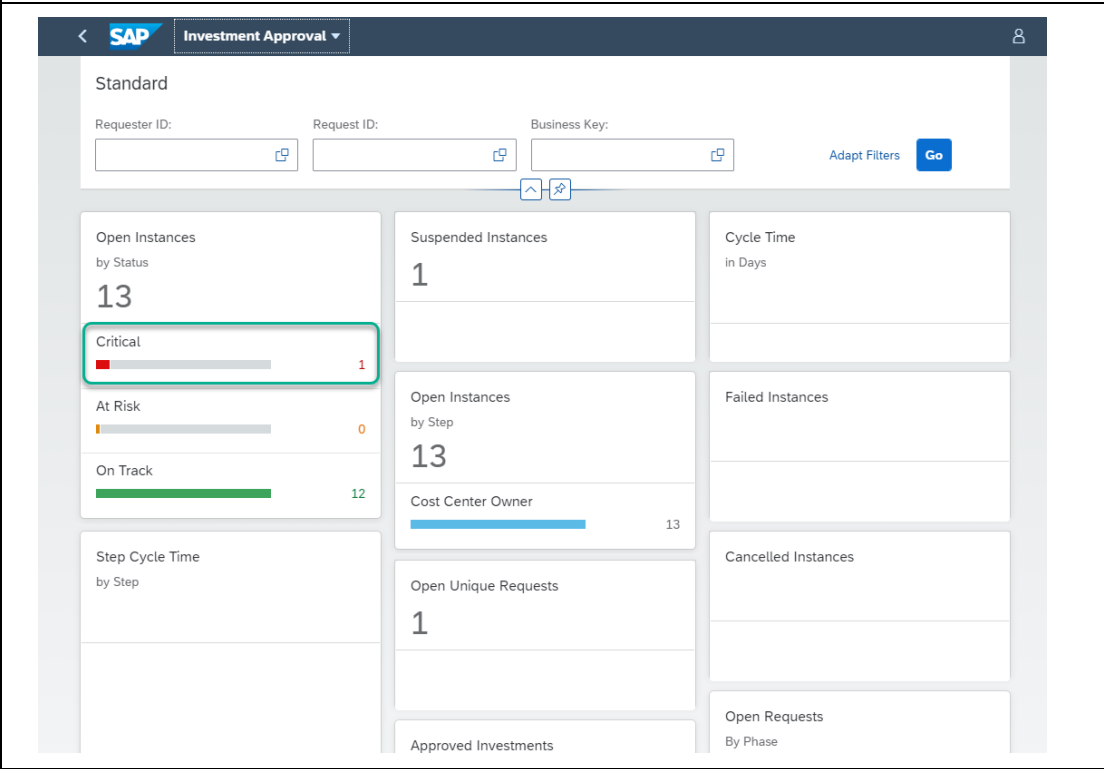 SAP
Investment Approval
Standard
Requester ID:
Request ID:
Business Key:
Adapt Filters
Go
Open Instances
by Status
13
Critical
1
At Risk
0
On Track
12
Step Cycle Time
by Step
Suspended Instances
1
Open Instances
by Step
13
Cost Center Owner
13
Open Unique Requests
1
Approved Investments
Cycle Time
in Days
Failed Instances
Cancelled Instances
Open Requests
By Phase